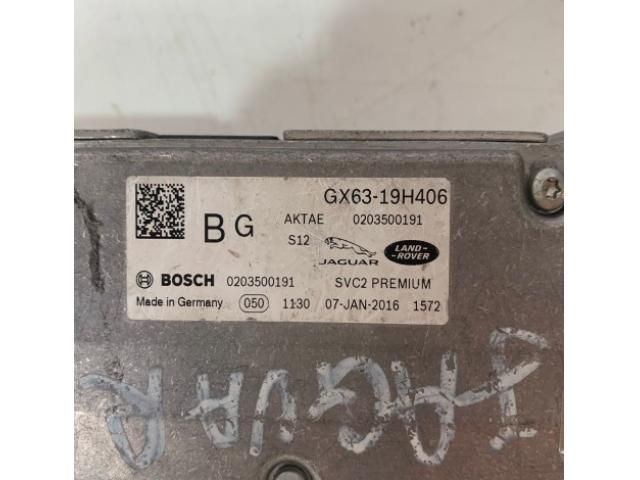 GX63-19H406
B G AKTAE 0203500191
S12 JAGUAR LAND-ROVER
BOSCH 0203500191 SVC2 PREMIUM
Made in Germany 050 1130 07-JAN-2016 1572
JAGUAR